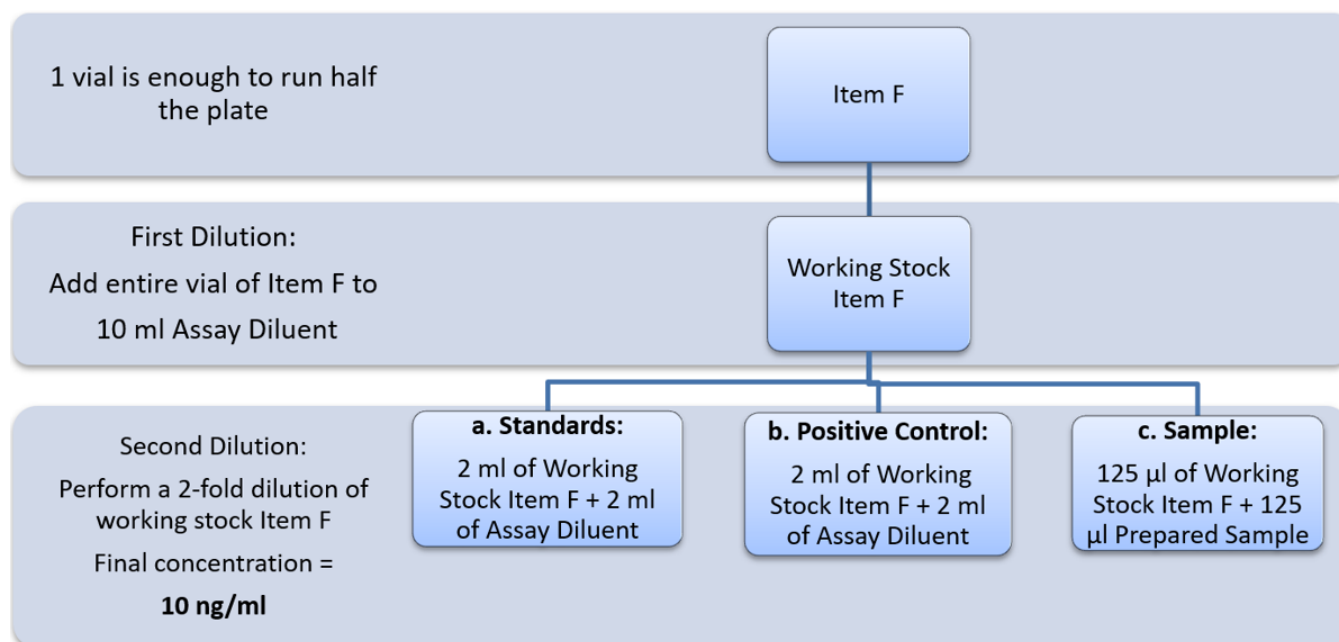 1 vial is enough to run half
the plate
Item F
First Dilution:
Add entire vial of Item F to
10 ml Assay Diluent
Working Stock
Item F
Second Dilution:
Perform a 2-fold dilution of
working stock Item F
Final concentration =
10 ng/ml
a. Standards:
2 ml of Working
Stock Item F + 2 ml
of Assay Diluent
b. Positive Control:
2 ml of Working
Stock Item F + 2 ml
of Assay Diluent
c. Sample:
125 µl of Working
Stock Item F + 125
µl Prepared Sample